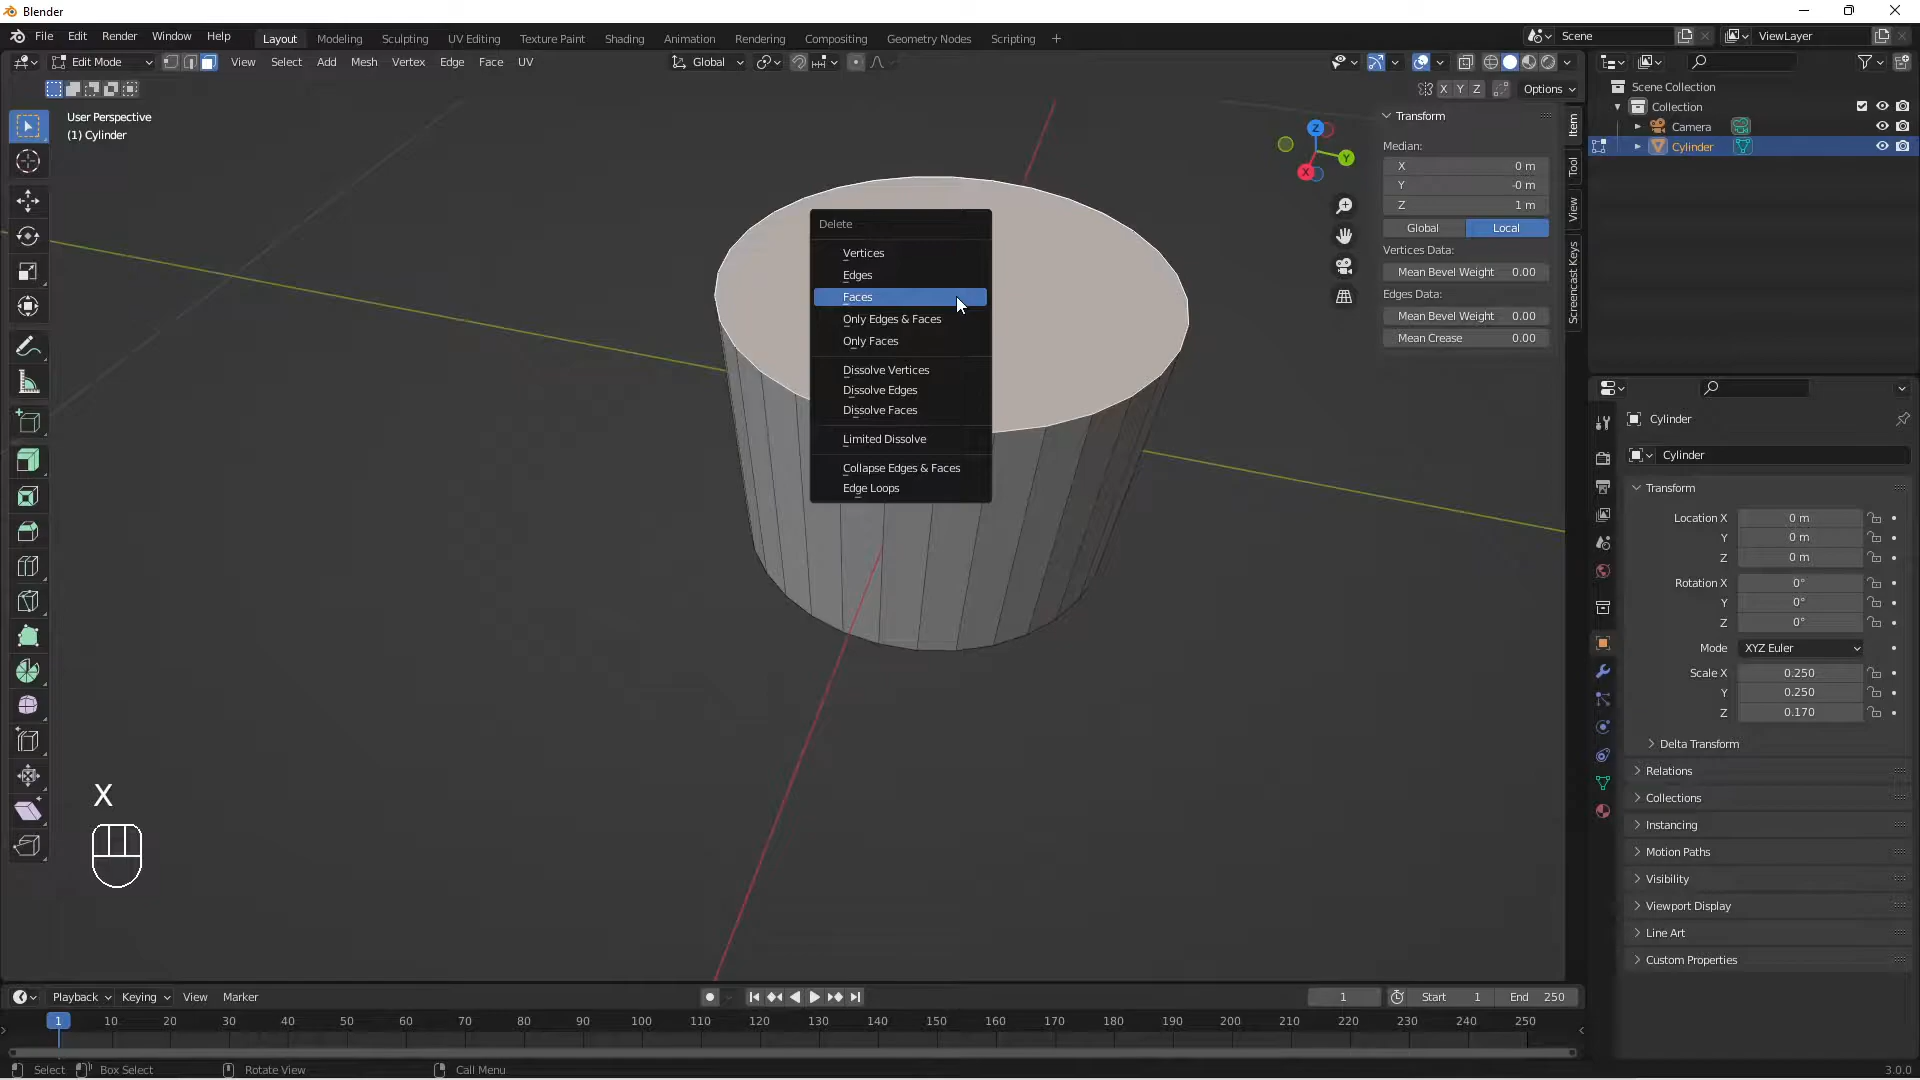 Blender
File Edit Render Window Help
Layout Modeling Sculpting UV Editing Texture Paint Shading Animation Rendering Compositing Geometry Nodes Scripting +
Scene
ViewLayer
Edit Mode
View Select Add Mesh Vertex Edge Face UV
Global
X Y Z
Options
User Perspective
(1) Cylinder
Z
Y
X
Delete
Vertices
Edges
Faces
Only Edges & Faces
Only Faces
Dissolve Vertices
Dissolve Edges
Dissolve Faces
Limited Dissolve
Collapse Edges & Faces
Edge Loops
Transform
Median:
X 0 m
Y -0 m
Z 1 m
Global Local
Vertices Data:
Mean Bevel Weight 0.00
Edges Data:
Mean Bevel Weight 0.00
Mean Crease 0.00
Item
Tool
View
Screencast Keys
Scene Collection
Collection
Camera
Cylinder
Cylinder
Cylinder
Transform
Location X 0 m
Y 0 m
Z 0 m
Rotation X 0°
Y 0°
Z 0°
Mode XYZ Euler
Scale X 0.250
Y 0.250
Z 0.170
Delta Transform
Relations
Collections
Instancing
Motion Paths
Visibility
Viewport Display
Line Art
Custom Properties
X
Playback Keying View Marker
1
Start 1
End 250
1 10 20 30 40 50 60 70 80 90 100 110 120 130 140 150 160 170 180 190 200 210 220 230 240 250
Select Box Select Rotate View Call Menu
3.0.0